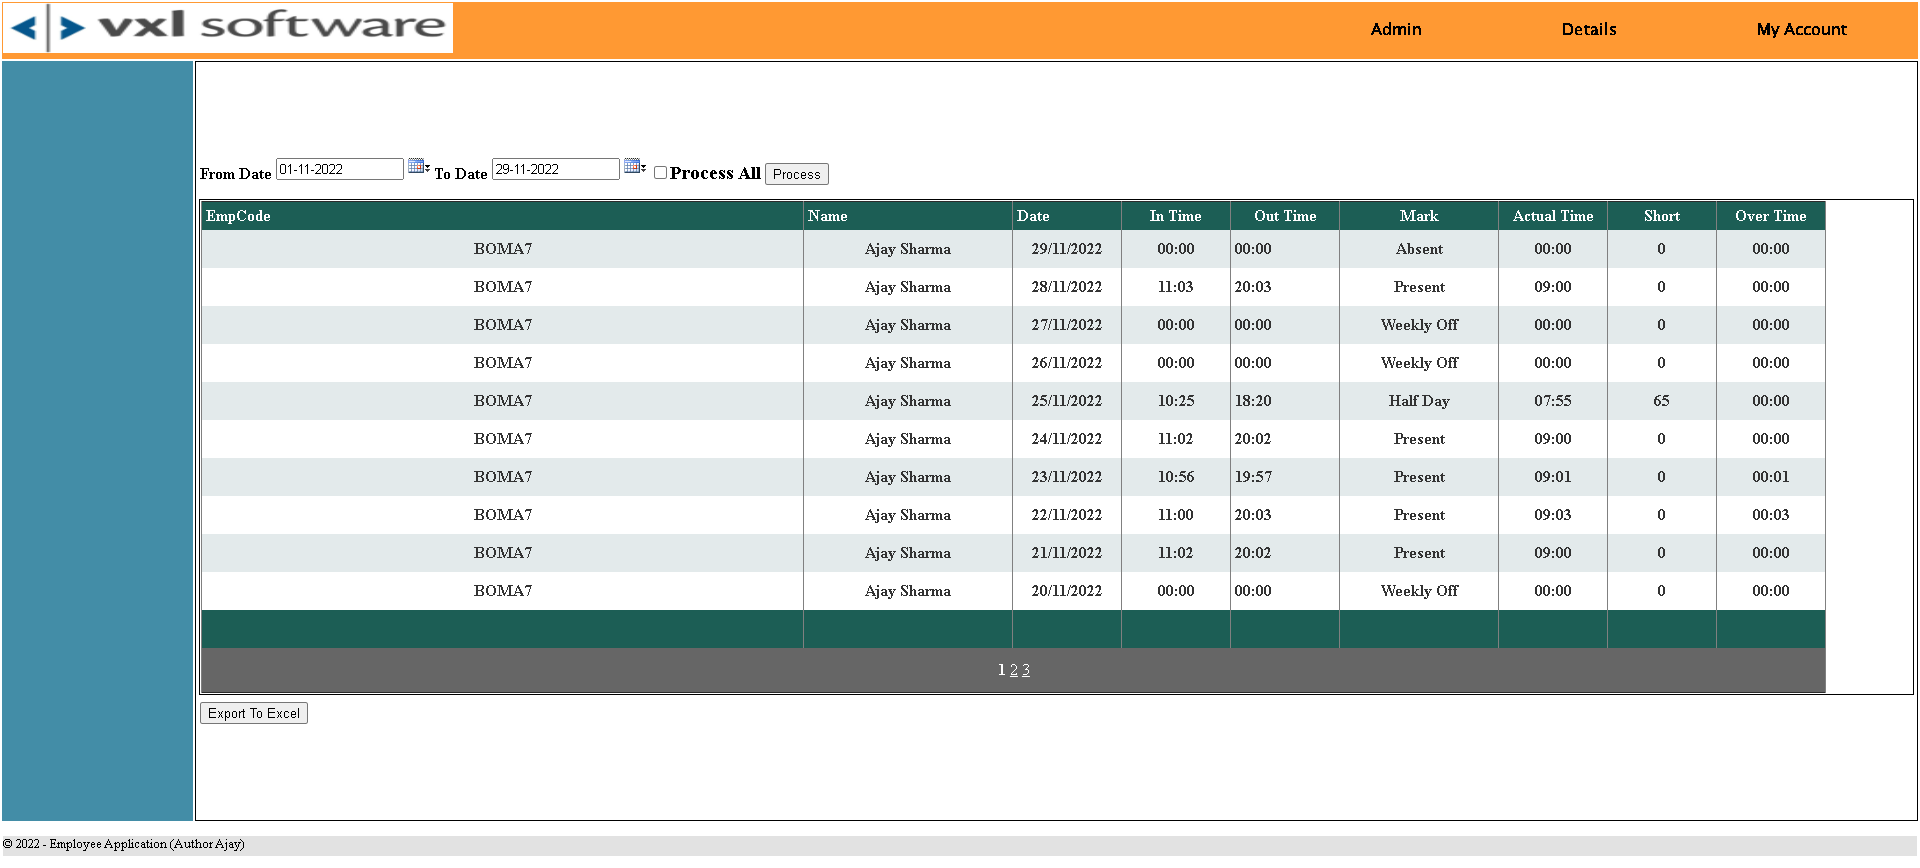 vxl software
Admin Details My Account
From Date 01-11-2022 To Date 29-11-2022 Process All Process
EmpCode Name Date In Time Out Time Mark Actual Time Short Over Time
BOMA7 Ajay Sharma 29/11/2022 00:00 00:00 Absent 00:00 0 00:00
BOMA7 Ajay Sharma 28/11/2022 11:03 20:03 Present 09:00 0 00:00
BOMA7 Ajay Sharma 27/11/2022 00:00 00:00 Weekly Off 00:00 0 00:00
BOMA7 Ajay Sharma 26/11/2022 00:00 00:00 Weekly Off 00:00 0 00:00
BOMA7 Ajay Sharma 25/11/2022 10:25 18:20 Half Day 07:55 65 00:00
BOMA7 Ajay Sharma 24/11/2022 11:02 20:02 Present 09:00 0 00:00
BOMA7 Ajay Sharma 23/11/2022 10:56 19:57 Present 09:01 0 00:01
BOMA7 Ajay Sharma 22/11/2022 11:00 20:03 Present 09:03 0 00:03
BOMA7 Ajay Sharma 21/11/2022 11:02 20:02 Present 09:00 0 00:00
BOMA7 Ajay Sharma 20/11/2022 00:00 00:00 Weekly Off 00:00 0 00:00
1 2 3
Export To Excel
© 2022 - Employee Application (Author Ajay)